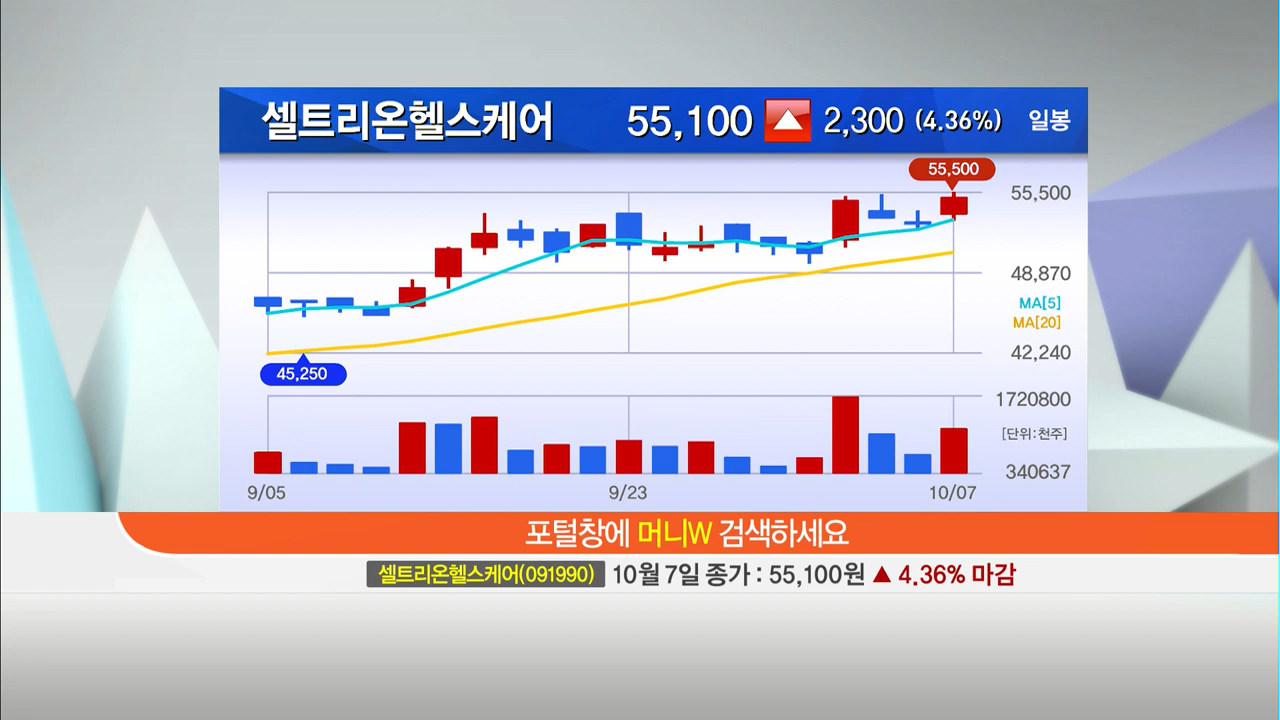 셀트리온헬스케어 55,100 ▲ 2,300 (4.36%) 일봉
55,500
55,500
48,870
MA[5]
MA[20]
42,240
45,250
1720800
[단위:천주]
340637
9/05 9/23 10/07
포털창에 머니W 검색하세요
셀트리온헬스케어(091990) 10월 7일 종가 : 55,100원 ▲ 4.36% 마감